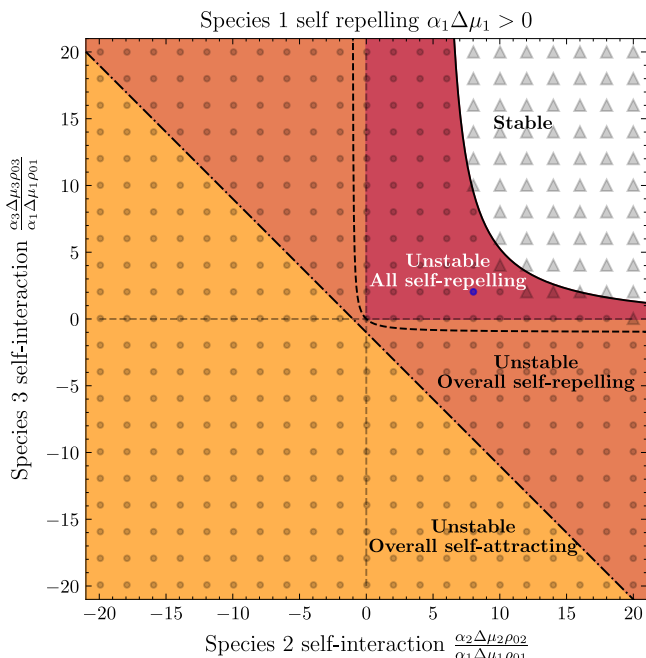 Species 1 self repelling α₁Δμ₁ > 0
20
15
10
5
0
−5
−10
−15
−20
Species 3 self-interaction α₃Δμ₃ρ₀₃ / α₁Δμ₁ρ₀₁
Stable
Unstable
All self-repelling
Unstable
Overall self-repelling
Unstable
Overall self-attracting
−20 −15 −10 −5 0 5 10 15 20
Species 2 self-interaction α₂Δμ₂ρ₀₂ / α₁Δμ₁ρ₀₁